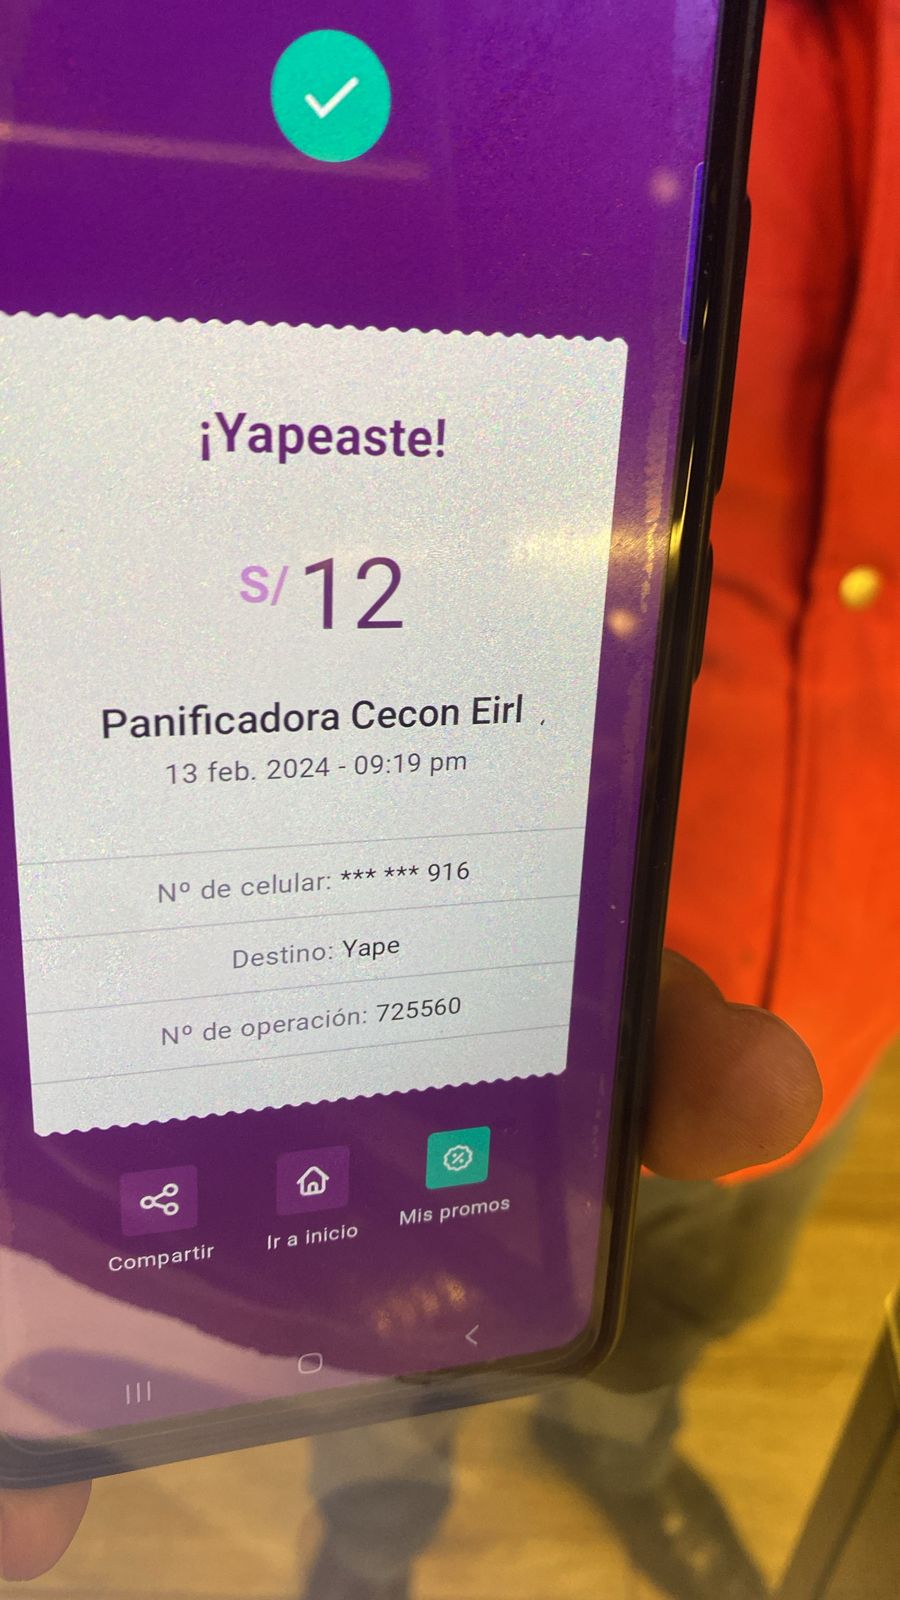 ¡Yapeaste!
S/ 12
Panificadora Cecon Eirl .
13 feb. 2024 - 09:19 pm
Nº de celular: *** *** 916
Destino: Yape
Nº de operación: 725560
Compartir
Ir a inicio
Mis promos